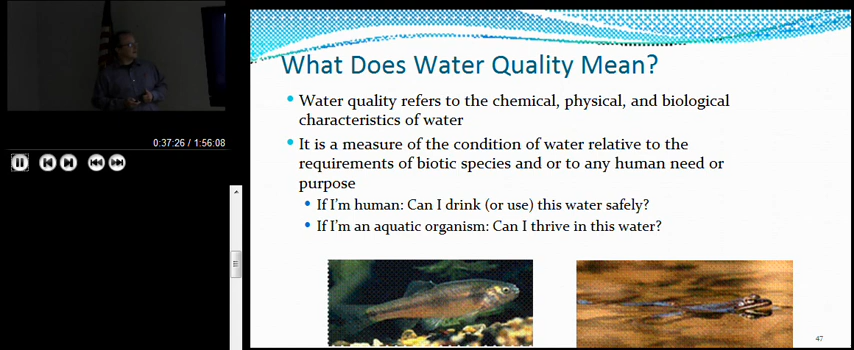 0:37:26 / 1:56:08
What Does Water Quality Mean?
• Water quality refers to the chemical, physical, and biological
characteristics of water
• It is a measure of the condition of water relative to the
requirements of biotic species and or to any human need or
purpose
• If I'm human: Can I drink (or use) this water safely?
• If I'm an aquatic organism: Can I thrive in this water?
47